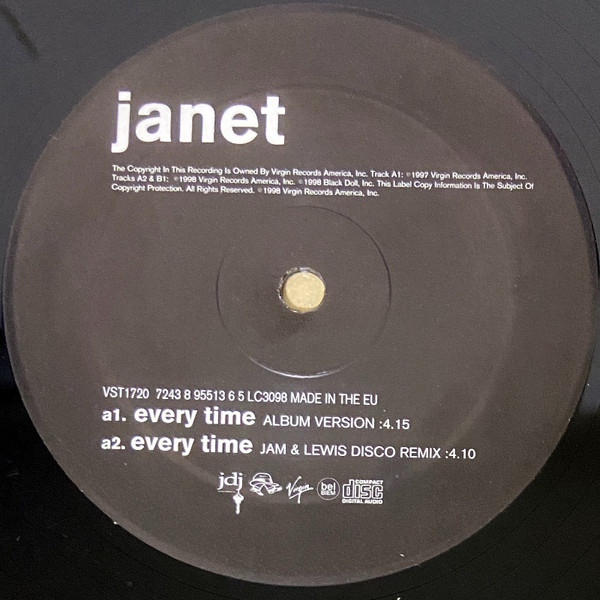 janet
The Copyright In This Recording Is Owned By Virgin Records America, Inc. Track A1: ℗1997 Virgin Records America, Inc.
Tracks A2 & B1: ℗1998 Virgin Records America, Inc. ©1998 Black Doll, Inc. This Label Copy Information Is The Subject Of
Copyright Protection. All Rights Reserved. ©1998 Virgin Records America, Inc.
VST1720 7243 8 95513 6 5 LC3098 MADE IN THE EU
a1. every time ALBUM VERSION :4.15
a2. every time JAM & LEWIS DISCO REMIX :4.10
jdj Virgin bel BIEM COMPACT disc DIGITAL AUDIO